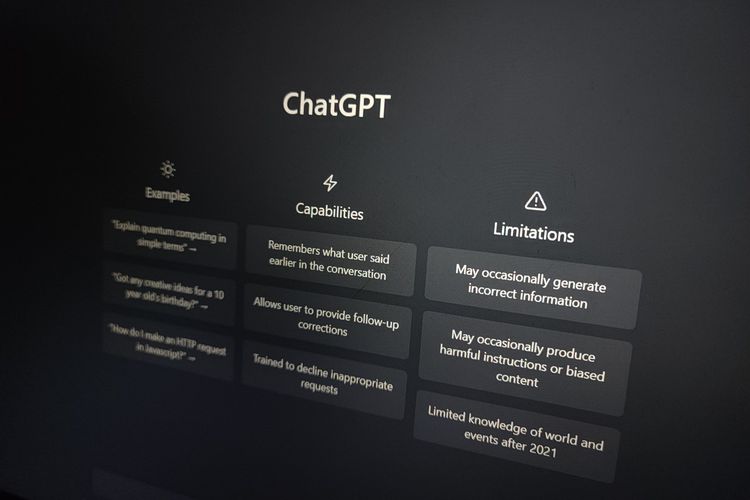 ChatGPT
Examples
"Explain quantum computing in
simple terms" →
"Got any creative ideas for a 10
year old's birthday?" →
"How do I make an HTTP request
in Javascript?" →
Capabilities
Remembers what user said
earlier in the conversation
Allows user to provide follow-up
corrections
Trained to decline inappropriate
requests
Limitations
May occasionally generate
incorrect information
May occasionally produce
harmful instructions or biased
content
Limited knowledge of world and
events after 2021